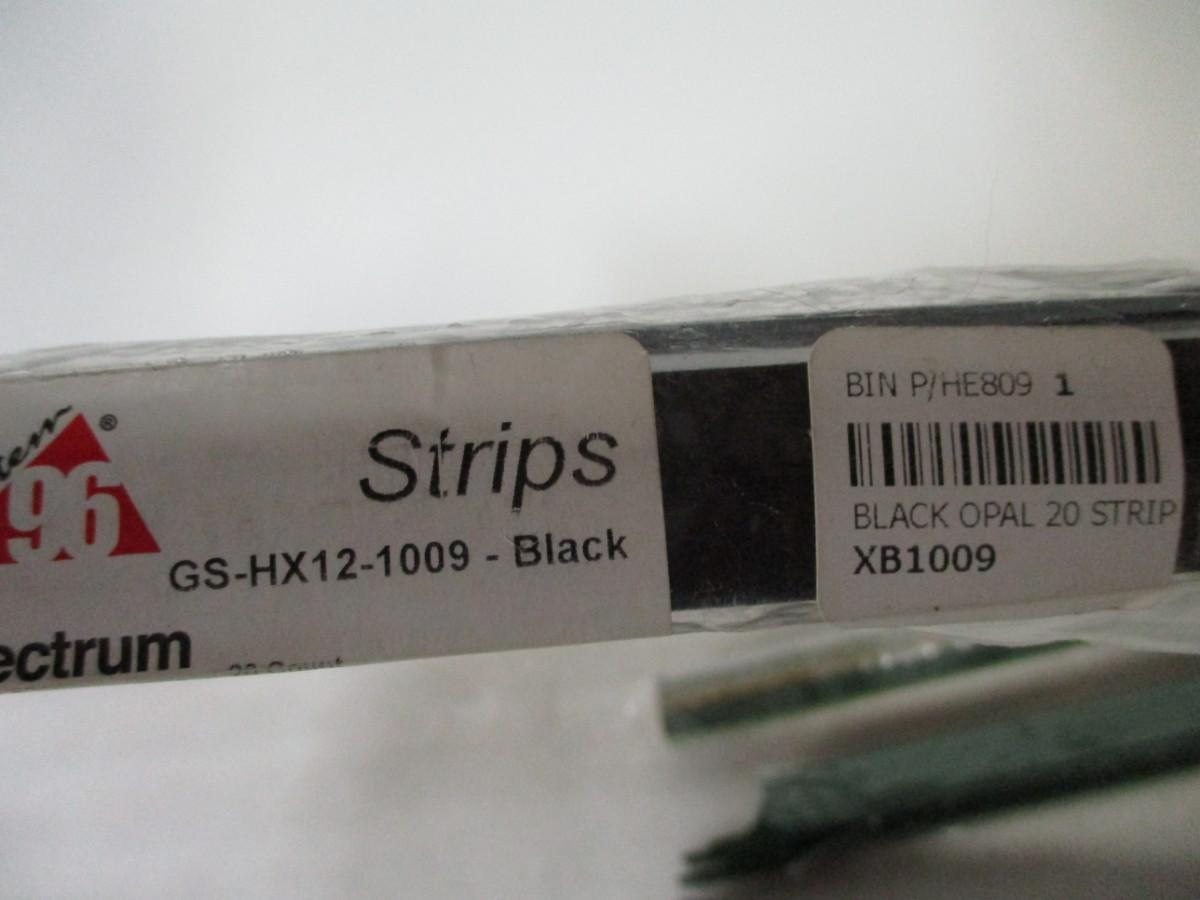 96®
Strips
GS-HX12-1009 - Black
ectrum
BIN P/HE809 1
BLACK OPAL 20 STRIP
XB1009